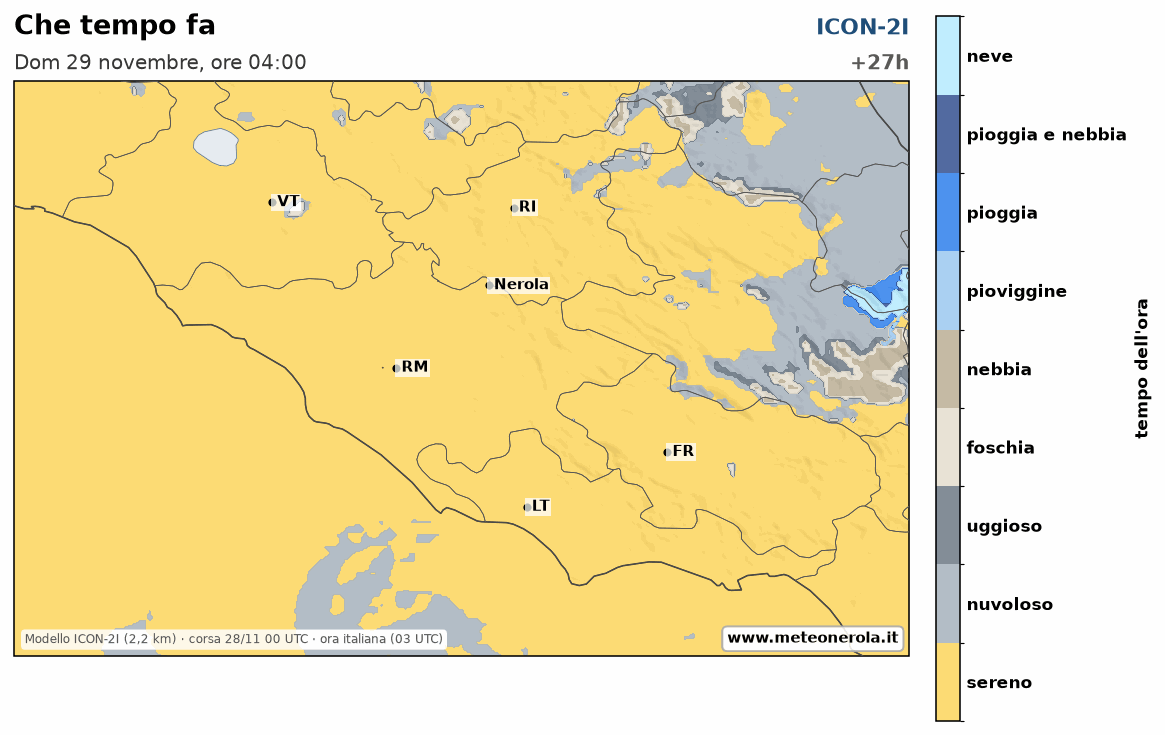 Che tempo fa
ICON-2I
Dom 29 novembre, ore 04:00
+27h
neve
pioggia e nebbia
pioggia
pioviggine
nebbia
foschia
uggioso
nuvoloso
sereno
tempo dell'ora
VT
RI
Nerola
RM
FR
LT
Modello ICON-2I (2,2 km) · corsa 28/11 00 UTC · ora italiana (03 UTC)
www.meteonerola.it